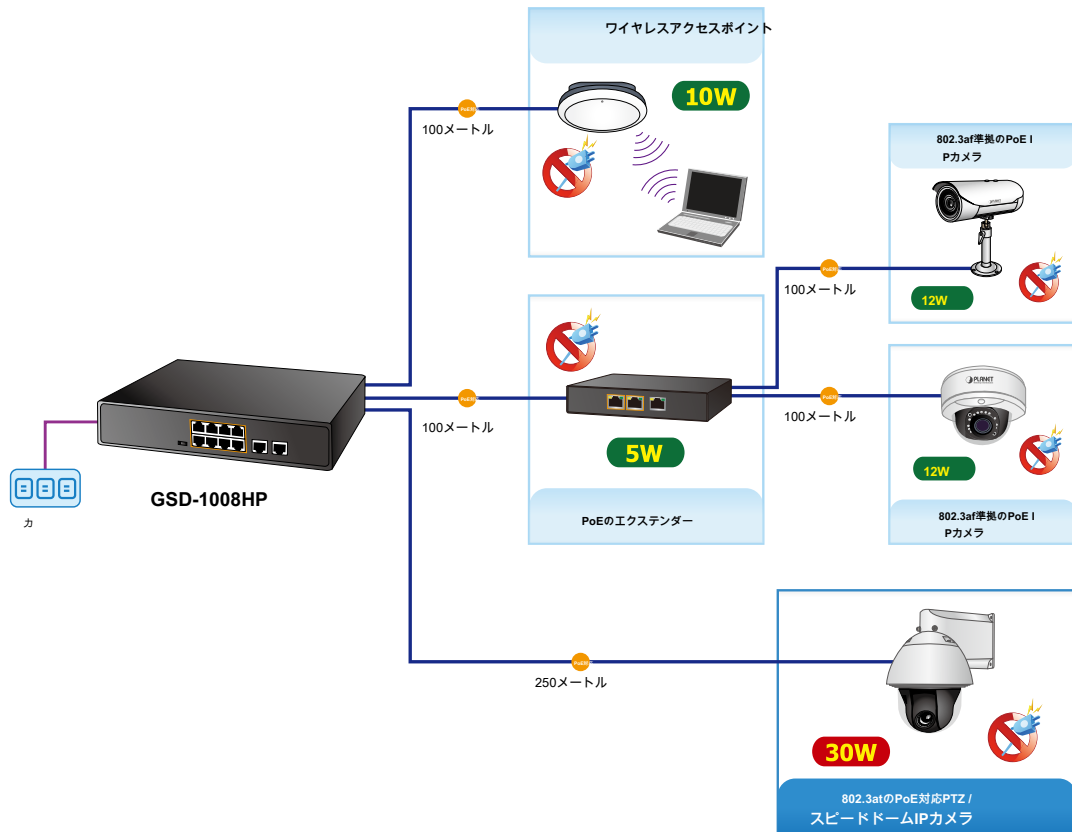 ワイヤレスアクセスポイント
10W
100メートル
802.3af準拠のPoE I
Pカメラ
PLANET
12W
100メートル
GSD-1008HP
カ
100メートル
5W
PoEのエクステンダー
100メートル
PLANET
12W
802.3af準拠のPoE I
Pカメラ
250メートル
30W
802.3atのPoE対応PTZ /
スピードドームIPカメラ